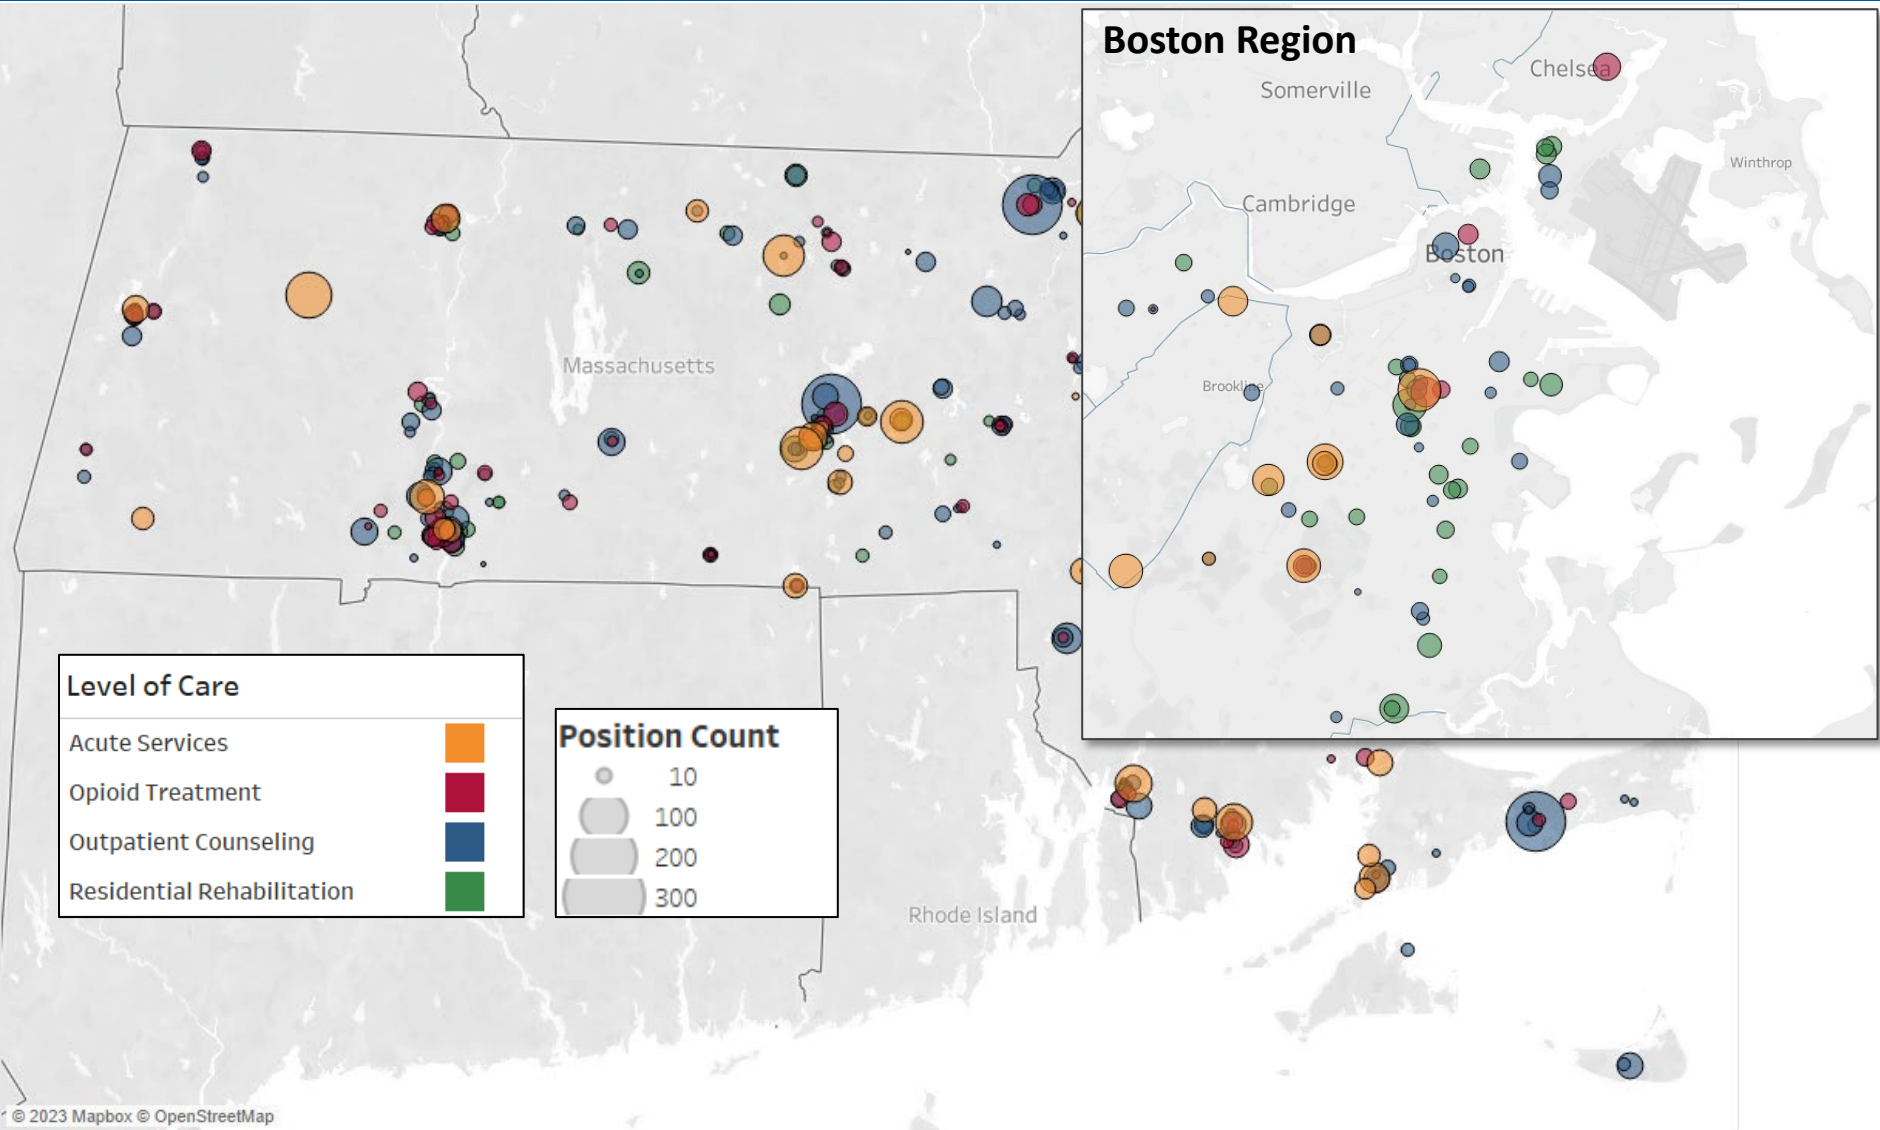 Boston Region
Chelsea
Somerville
Winthrop
Cambridge
Boston
Massachusetts
Brookline
Level of Care
Acute Services
Opioid Treatment
Outpatient Counseling
Residential Rehabilitation
Position Count
10
100
200
300
Rhode Island
© 2023 Mapbox © OpenStreetMap